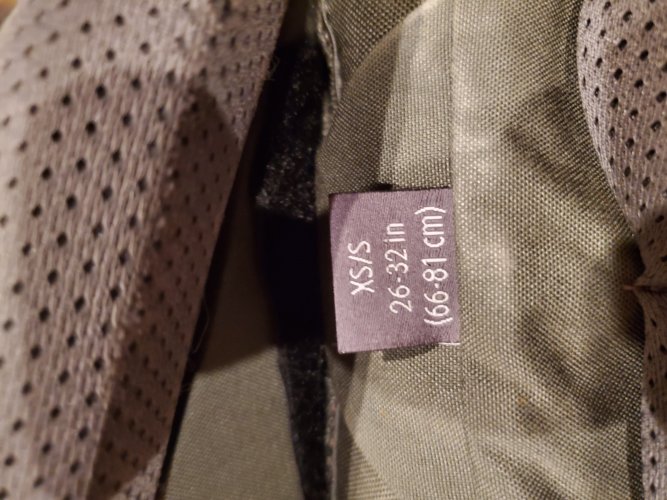 XS/S
26-32 in
(66-81 cm)